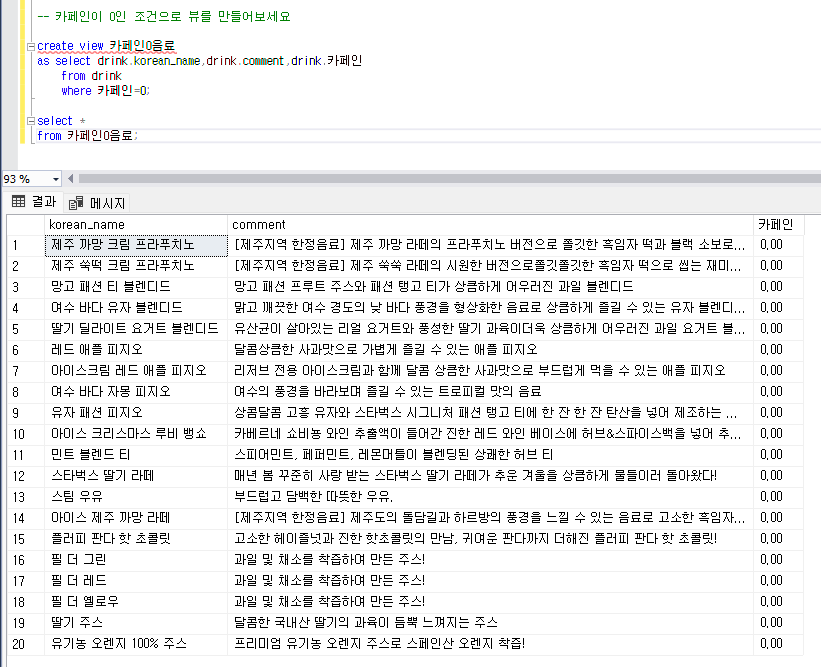 -- 카페인이 0인 조건으로 뷰를 만들어보세요
create view 카페인0음료
as select drink.korean_name,drink.comment,drink.카페인
from drink
where 카페인=0;
select *
from 카페인0음료;
93 %
결과 메시지
korean_name comment 카페인
1 제주 까망 크림 프라푸치노 [제주지역 한정음료] 제주 까망 라떼의 프라푸치노 버전으로 쫄깃한 흑임자 떡과 블랙 소보로... 0.00
2 제주 쑥떡 크림 프라푸치노 [제주지역 한정음료] 제주 쑥쑥 라떼의 시원한 버전으로쫄깃쫄깃한 흑임자 떡으로 씹는 재미... 0.00
3 망고 패션 티 블렌디드 망고 패션 프루트 주스와 패션 탱고 티가 상큼하게 어우러진 과일 블렌디드 0.00
4 여수 바다 유자 블렌디드 맑고 깨끗한 여수 경도의 낮 바다 풍경을 형상화한 음료로 상큼하게 즐길 수 있는 유자 블렌디... 0.00
5 딸기 딜라이트 요거트 블렌디드 유산균이 살아있는 리얼 요거트와 풍성한 딸기 과육이더욱 상큼하게 어우러진 과일 요거트 블... 0.00
6 레드 애플 피지오 달콤상큼한 사과맛으로 가볍게 즐길 수 있는 애플 피지오 0.00
7 아이스크림 레드 애플 피지오 리저브 전용 아이스크림과 함께 달콤 상큼한 사과맛으로 부드럽게 먹을 수 있는 애플 피지오 0.00
8 여수 바다 자몽 피지오 여수의 풍경을 바라보며 즐길 수 있는 트로피컬 맛의 음료 0.00
9 유자 패션 피지오 상콤달콤 고흥 유자와 스타벅스 시그니처 패션 탱고 티에 한 잔 한 잔 탄산을 넣어 제조하는 ... 0.00
10 아이스 크리스마스 루비 뱅쇼 카베르네 쇼비뇽 와인 추출액이 들어간 진한 레드 와인 베이스에 허브&스파이스백을 넣어 추... 0.00
11 민트 블렌드 티 스피어민트, 페퍼민트, 레몬머틀이 블렌딩된 상쾌한 허브 티 0.00
12 스타벅스 딸기 라떼 매년 봄 꾸준히 사랑 받는 스타벅스 딸기 라떼가 추운 겨울을 상큼하게 물들이러 돌아왔다! 0.00
13 스팀 우유 부드럽고 담백한 따뜻한 우유. 0.00
14 아이스 제주 까망 라떼 [제주지역 한정음료] 제주도의 돌담길과 하르방의 풍경을 느낄 수 있는 음료로 고소한 흑임자... 0.00
15 플러피 판다 핫 초콜릿 고소한 헤이즐넛과 진한 핫초콜릿의 만남, 귀여운 판다까지 더해진 플러피 판다 핫 초콜릿! 0.00
16 필 더 그린 과일 및 채소를 착즙하여 만든 주스! 0.00
17 필 더 레드 과일 및 채소를 착즙하여 만든 주스! 0.00
18 필 더 옐로우 과일 및 채소를 착즙하여 만든 주스! 0.00
19 딸기 주스 달콤한 국내산 딸기의 과육이 듬뿍 느껴지는 주스 0.00
20 유기농 오렌지 100% 주스 프리미엄 유기농 오렌지 주스로 스페인산 오렌지 착즙! 0.00